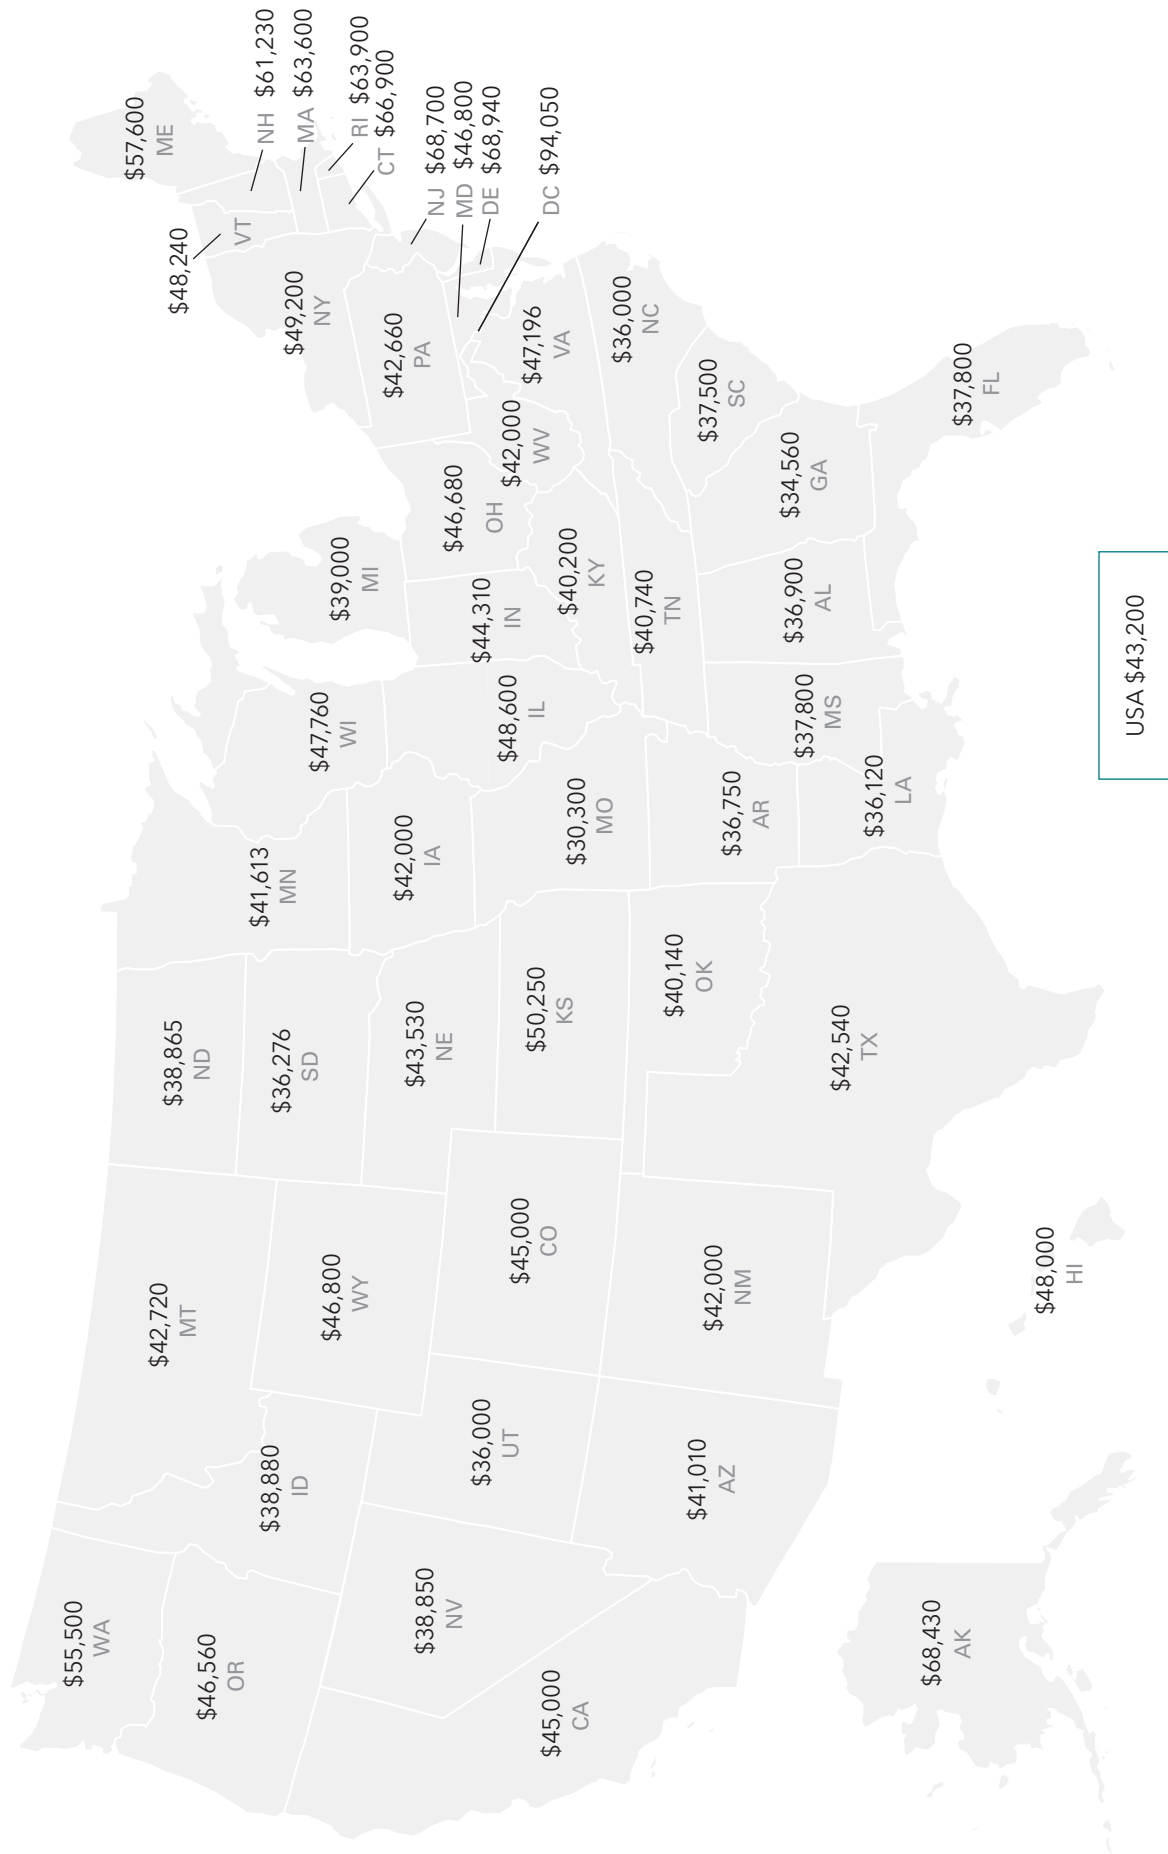 $55,500
WA
$46,560
OR
$45,000
CA
$38,850
NV
$38,880
ID
$42,720
MT
$46,800
WY
$36,000
UT
$41,010
AZ
$45,000
CO
$42,000
NM
$38,865
ND
$36,276
SD
$43,530
NE
$50,250
KS
$40,140
OK
$42,540
TX
$41,613
MN
$42,000
IA
$30,300
MO
$36,750
AR
$36,120
LA
$47,760
WI
$48,600
IL
$39,000
MI
$44,310
IN
$46,680
OH
$40,200
KY
$40,740
TN
$37,800
MS
$36,900
AL
$34,560
GA
$37,800
FL
$37,500
SC
$36,000
NC
$47,196
VA
$42,000
WV
$42,660
PA
$49,200
NY
$48,240
VT
$57,600
ME
NH $61,230
MA $63,600
RI $63,900
CT $66,900
NJ $68,700
MD $46,800
DE $68,940
DC $94,050
$68,430
AK
$48,000
HI
USA $43,200